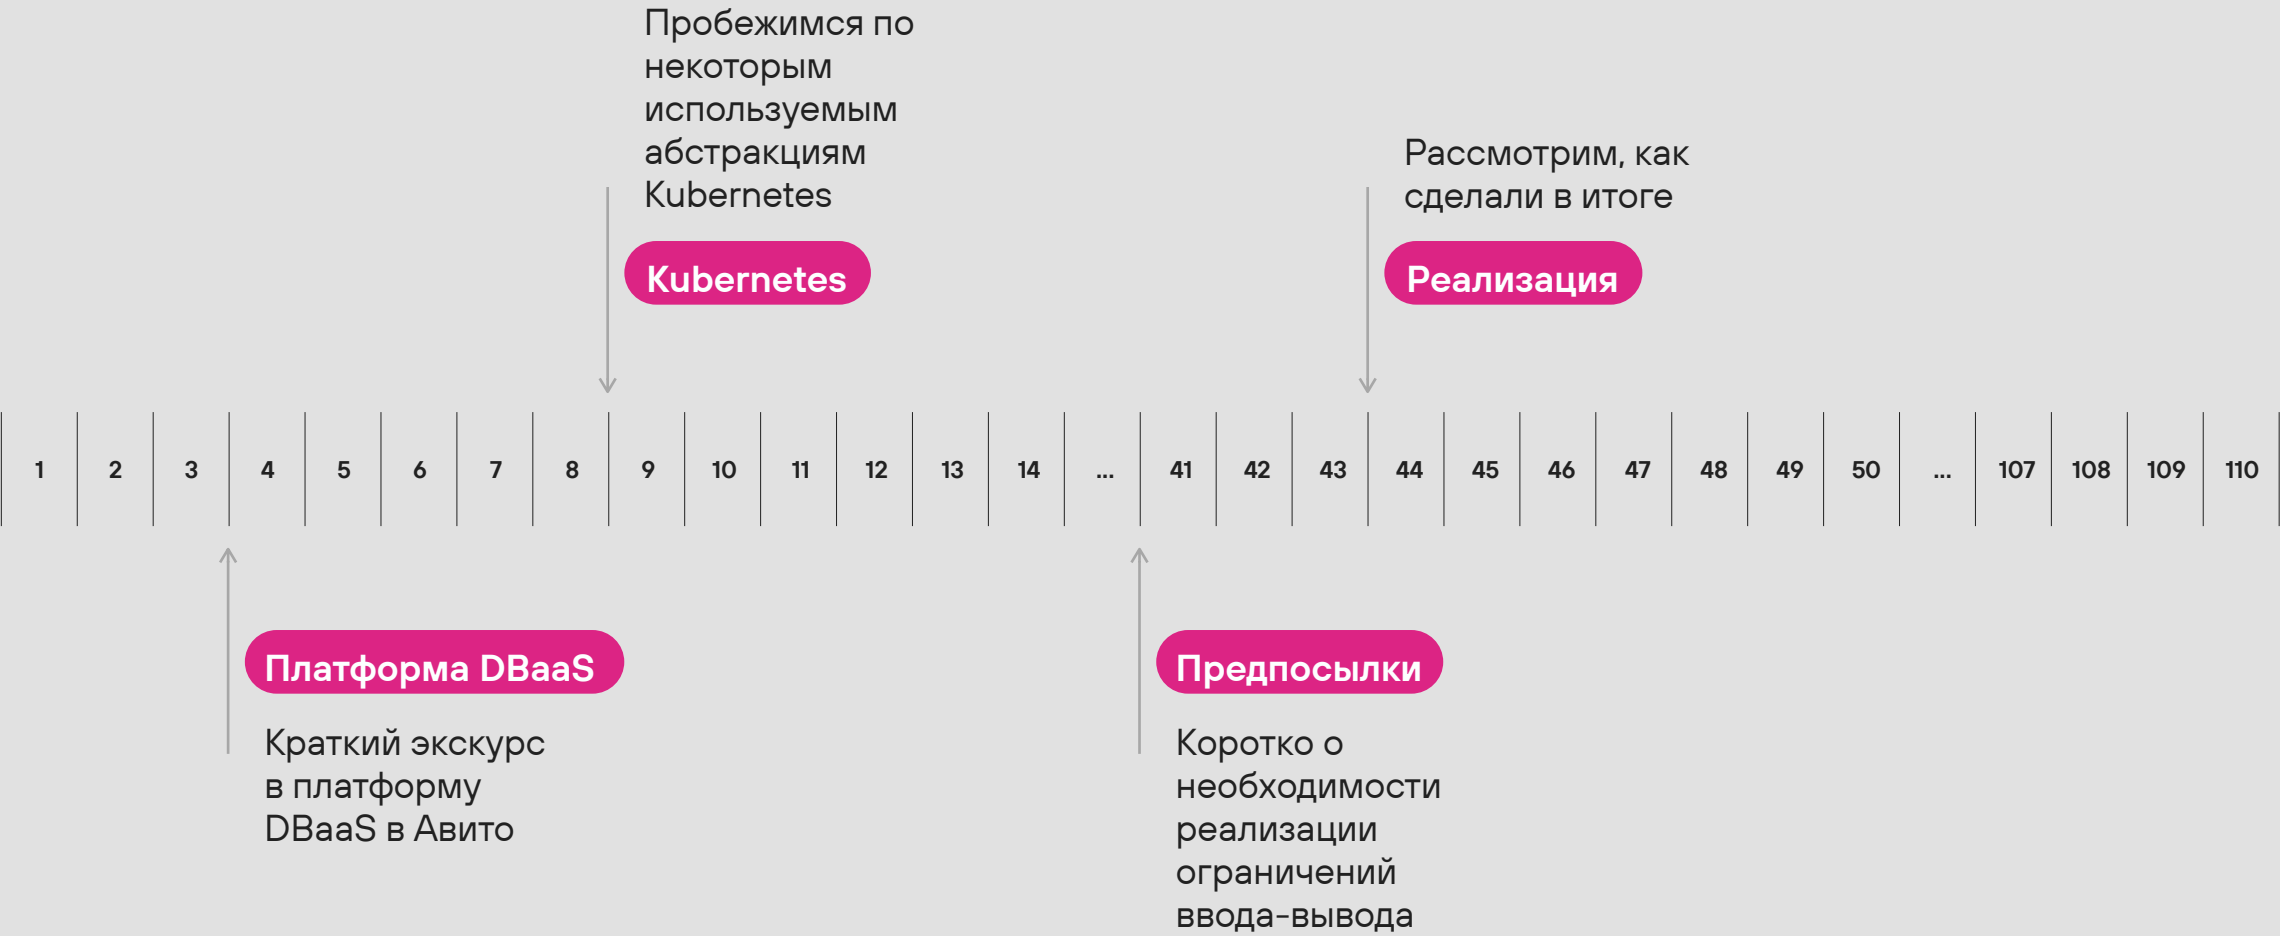 Пробежимся по
некоторым
используемым
абстракциям
Kubernetes
Kubernetes
Рассмотрим, как
сделали в итоге
Реализация
1 2 3 4 5 6 7 8 9 10 11 12 13 14 ... 41 42 43 44 45 46 47 48 49 50 ... 107 108 109 110
Платформа DBaaS
Краткий экскурс
в платформу
DBaaS в Авито
Предпосылки
Коротко о
необходимости
реализации
ограничений
ввода-вывода